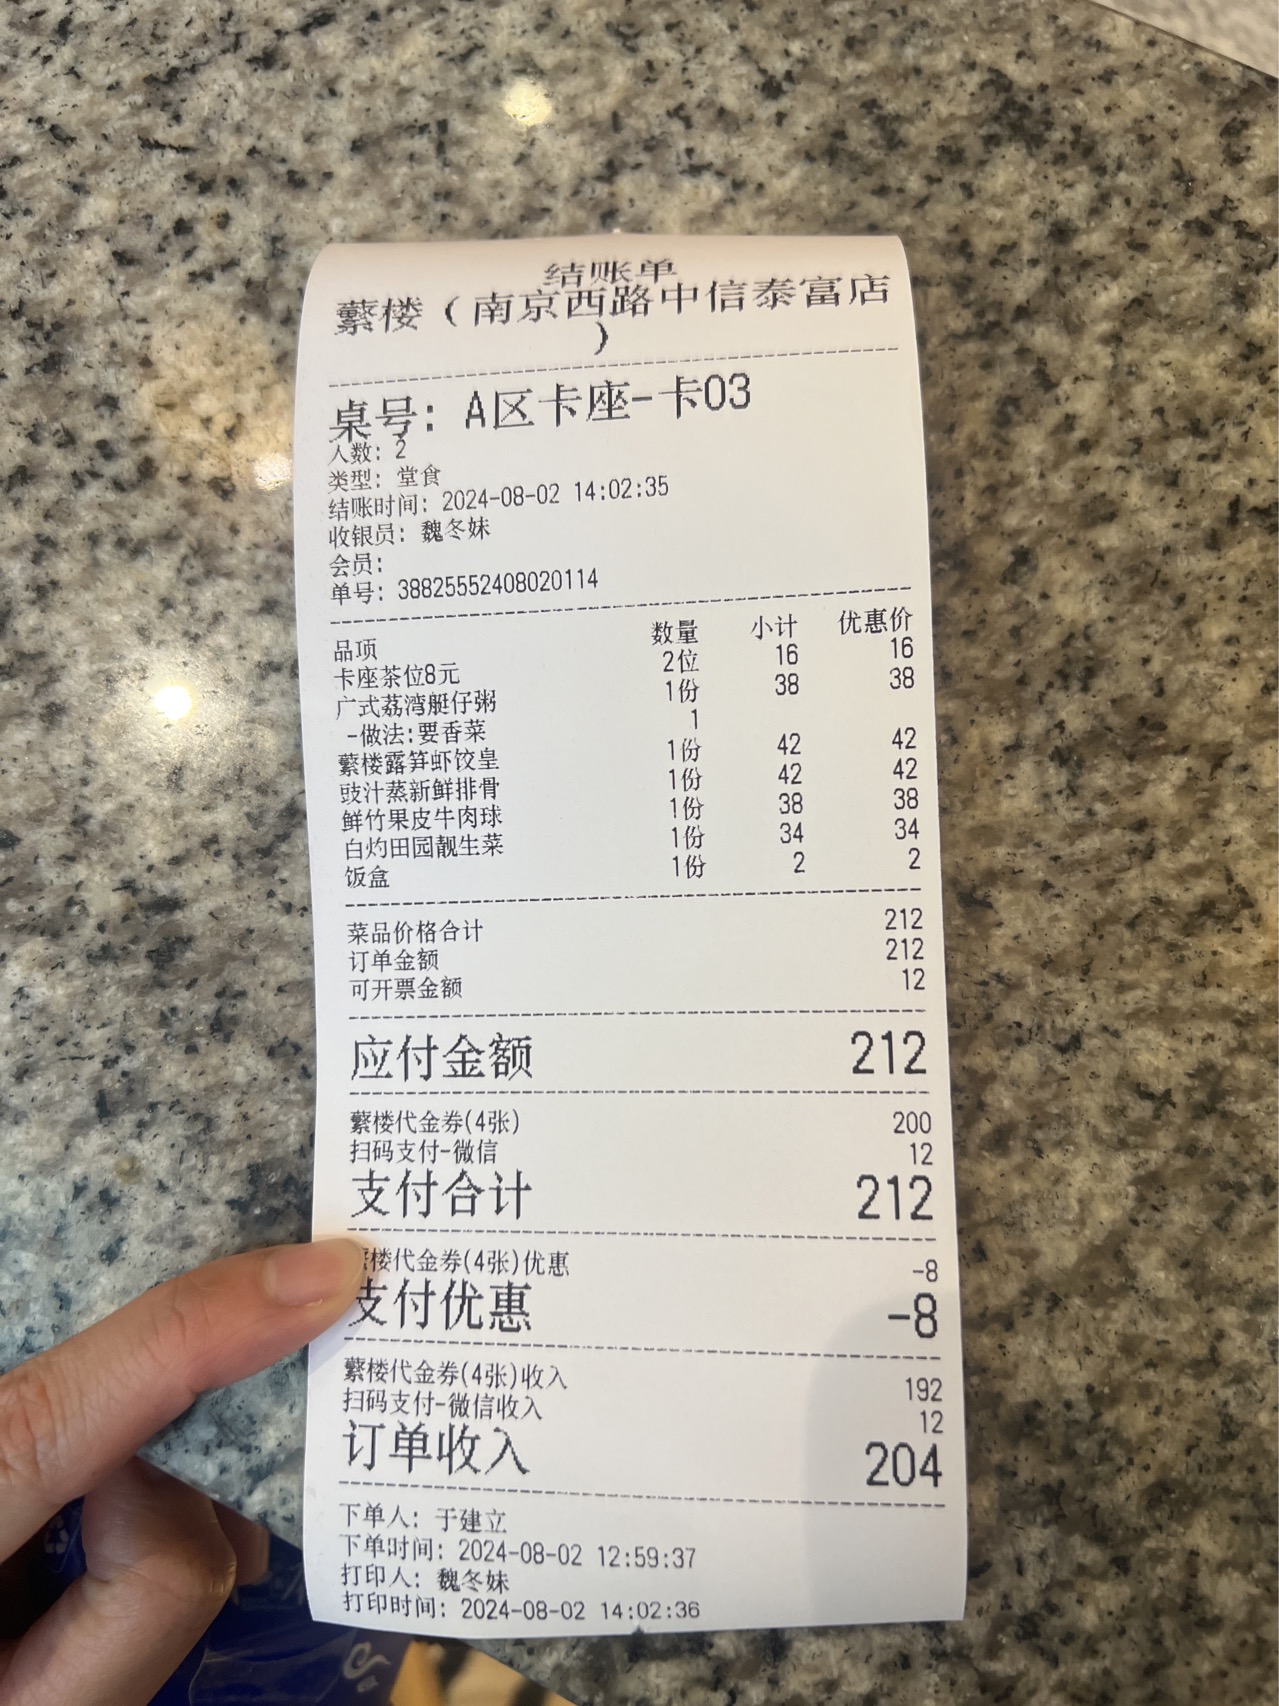 结账单
蘩楼（南京西路中信泰富店
）
桌号：A区卡座-卡03
人数：2
类型：堂食
结账时间：2024-08-02 14:02:35
收银员：魏冬妹
会员：
单号：38825552408020114
品项 数量 小计 优惠价
卡座茶位8元 2位 16 16
广式荔湾艇仔粥 1份 38 38
-做法:要香菜 1
蘩楼露笋虾饺皇 1份 42 42
豉汁蒸新鲜排骨 1份 42 42
鲜竹果皮牛肉球 1份 38 38
白灼田园靓生菜 1份 34 34
饭盒 1份 2 2
菜品价格合计 212
订单金额 212
可开票金额 12
应付金额 212
蘩楼代金券(4张) 200
扫码支付-微信 12
支付合计 212
楼代金券(4张)优惠 -8
支付优惠 -8
蘩楼代金券(4张)收入 192
扫码支付-微信收入 12
订单收入 204
下单人：于建立
下单时间：2024-08-02 12:59:37
打印人：魏冬妹
打印时间：2024-08-02 14:02:36